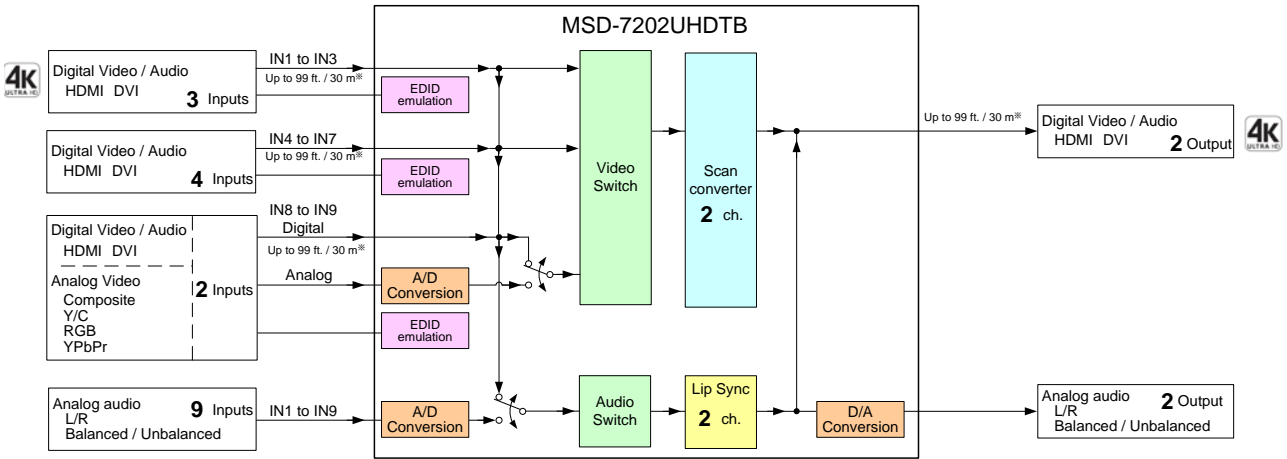 MSD-7202UHDTB
4K
ULTRA HD
Digital Video / Audio
HDMI DVI
3 Inputs
IN1 to IN3
Up to 99 ft. / 30 m※
EDID
emulation
Digital Video / Audio
HDMI DVI
4 Inputs
IN4 to IN7
Up to 99 ft. / 30 m※
EDID
emulation
Digital Video / Audio
HDMI DVI
Analog Video
Composite
Y/C
RGB
YPbPr
2 Inputs
IN8 to IN9
Digital
Up to 99 ft. / 30 m※
Analog
A/D
Conversion
EDID
emulation
Analog audio
L/R
Balanced / Unbalanced
9 Inputs
IN1 to IN9
A/D
Conversion
Video
Switch
Scan
converter
2 ch.
Audio
Switch
Lip Sync
2 ch.
D/A
Conversion
Up to 99 ft. / 30 m※
Digital Video / Audio
HDMI DVI
2 Output
4K
ULTRA HD
Analog audio
L/R
Balanced / Unbalanced
2 Output